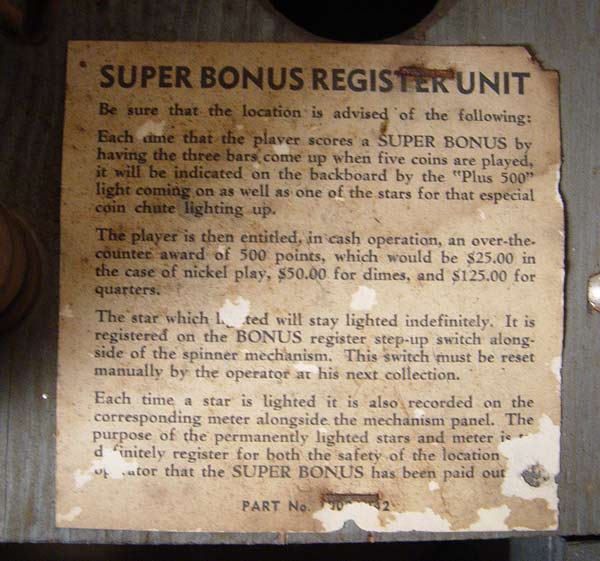 SUPER BONUS REGISTER UNIT
Be sure that the location is advised of the following:
Each time that the player scores a SUPER BONUS by
having the three bars come up when five coins are played,
it will be indicated on the backboard by the "Plus 500"
light coming on as well as one of the stars for that especial
coin chute lighting up.
The player is then entitled, in cash operation, an over-the-
counter award of 500 points, which would be $25.00 in
the case of nickel play, $50.00 for dimes, and $125.00 for
quarters.
The star which lighted will stay lighted indefinitely. It is
registered on the BONUS register step-up switch along-
side of the spinner mechanism. This switch must be reset
manually by the operator at his next collection.
Each time a star is lighted it is also recorded on the
corresponding meter alongside the mechanism panel. The
purpose of the permanently lighted stars and meter is
definitely register for both the safety of the location
operator that the SUPER BONUS has been paid out
PART No.